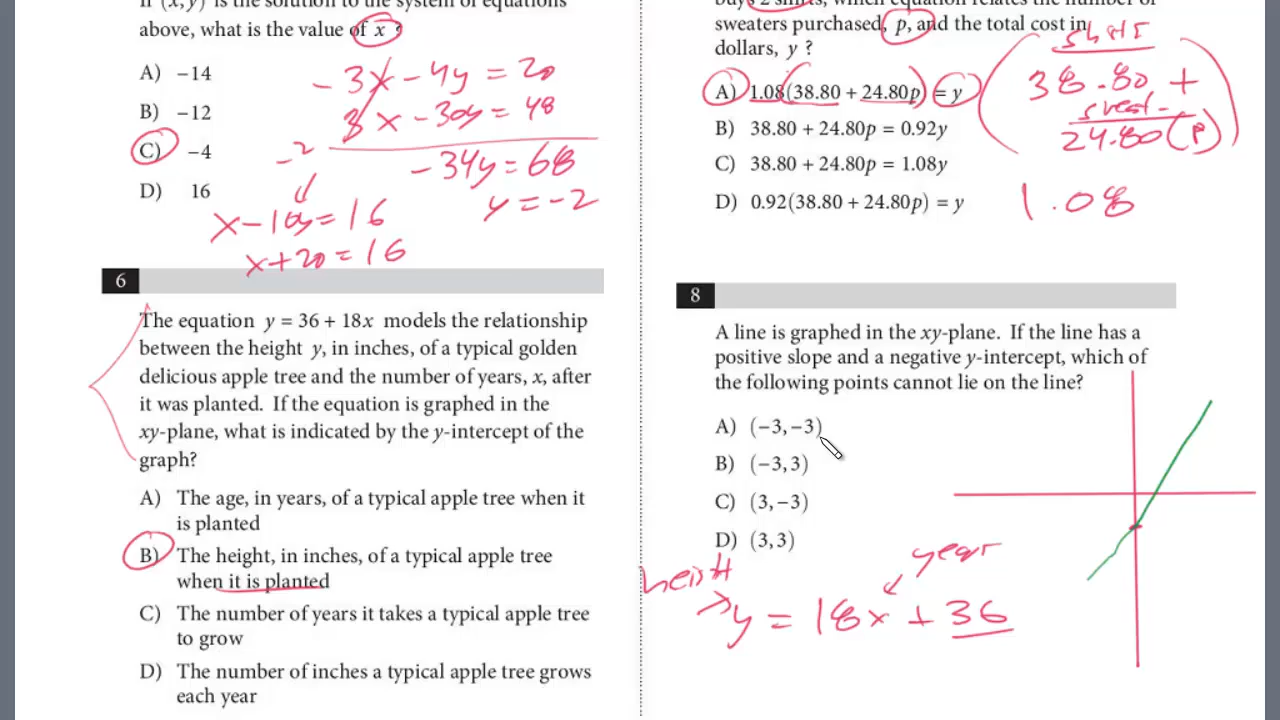 If (x, y) is the solution to the system of equations
above, what is the value of x ?
A) −14
B) −12
C) −4
D) 16
− 3x − 4y = 20
3x − 30y = 48
− 34y = 68
y = −2
−2
x − 10y = 16
x + 20 = 16
6
The equation y = 36 + 18x models the relationship
between the height y, in inches, of a typical golden
delicious apple tree and the number of years, x, after
it was planted. If the equation is graphed in the
xy-plane, what is indicated by the y-intercept of the
graph?
A) The age, in years, of a typical apple tree when it
is planted
B) The height, in inches, of a typical apple tree
when it is planted
C) The number of years it takes a typical apple tree
to grow
D) The number of inches a typical apple tree grows
each year
buys 2 shirts, which equation relates the number of
sweaters purchased, p, and the total cost in
dollars, y ?
A) 1.08(38.80 + 24.80p) = y
B) 38.80 + 24.80p = 0.92y
C) 38.80 + 24.80p = 1.08y
D) 0.92(38.80 + 24.80p) = y
38.80 +
24.80(p)
1.08
8
A line is graphed in the xy-plane. If the line has a
positive slope and a negative y-intercept, which of
the following points cannot lie on the line?
A) (−3, −3)
B) (−3, 3)
C) (3, −3)
D) (3, 3)
year
y = 18x + 36